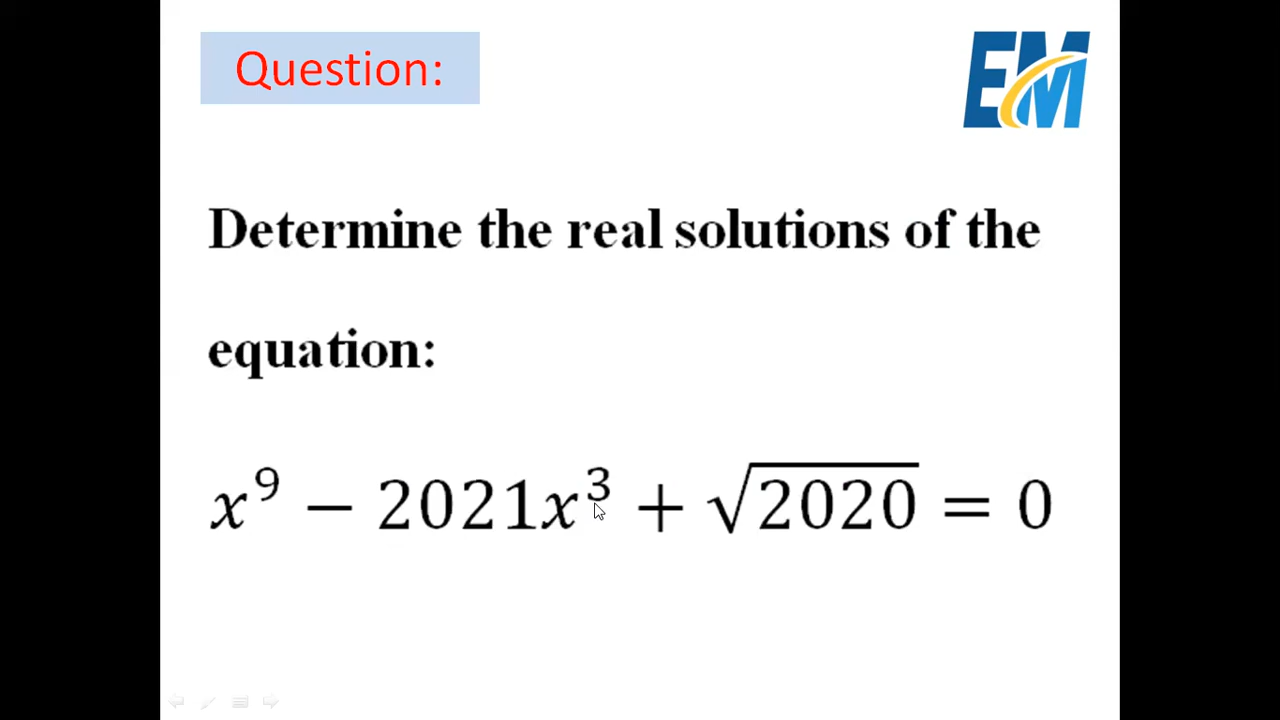 Question:
EM
Determine the real solutions of the
equation:
x⁹ − 2021x³ + √2020 = 0